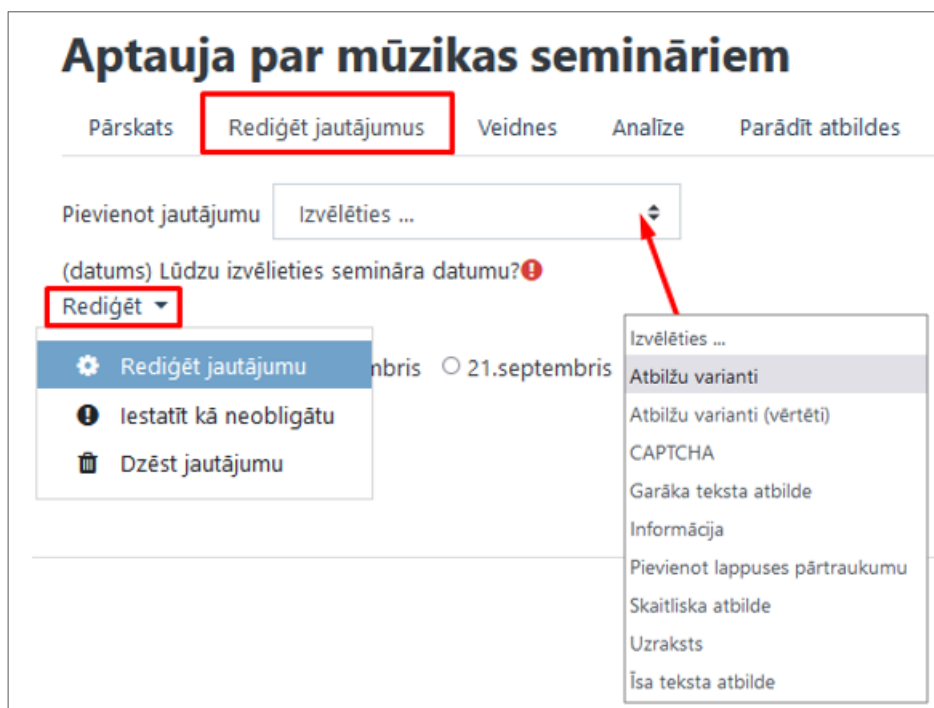 Aptauja par mūzikas semināriem
Pārskats Rediģēt jautājumus Veidnes Analīze Parādīt atbildes
Pievienot jautājumu Izvēlēties ...
(datums) Lūdzu izvēlieties semināra datumu?
Rediģēt
Rediģēt jautājumu
21.septembris
Iestatīt kā neobligātu
Dzēst jautājumu
Izvēlēties ...
Atbilžu varianti
Atbilžu varianti (vērtēti)
CAPTCHA
Garāka teksta atbilde
Informācija
Pievienot lappuses pārtraukumu
Skaitliska atbilde
Uzraksts
Īsa teksta atbilde